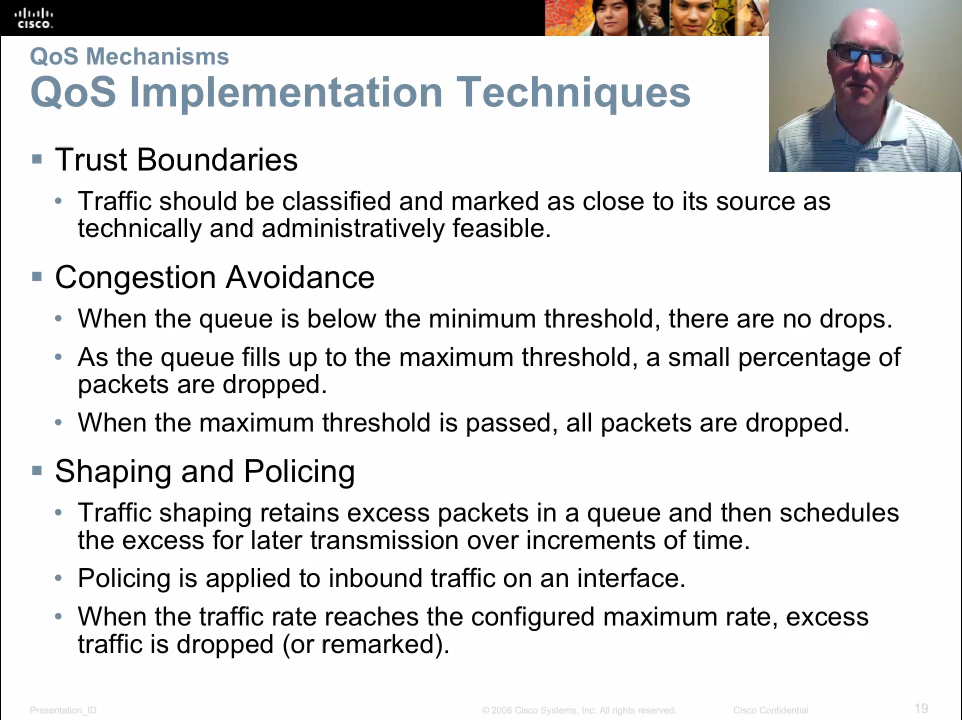 cisco
QoS Mechanisms
QoS Implementation Techniques
▪ Trust Boundaries
• Traffic should be classified and marked as close to its source as
technically and administratively feasible.
▪ Congestion Avoidance
• When the queue is below the minimum threshold, there are no drops.
• As the queue fills up to the maximum threshold, a small percentage of
packets are dropped.
• When the maximum threshold is passed, all packets are dropped.
▪ Shaping and Policing
• Traffic shaping retains excess packets in a queue and then schedules
the excess for later transmission over increments of time.
• Policing is applied to inbound traffic on an interface.
• When the traffic rate reaches the configured maximum rate, excess
traffic is dropped (or remarked).
Presentation_ID © 2008 Cisco Systems, Inc. All rights reserved. Cisco Confidential 19